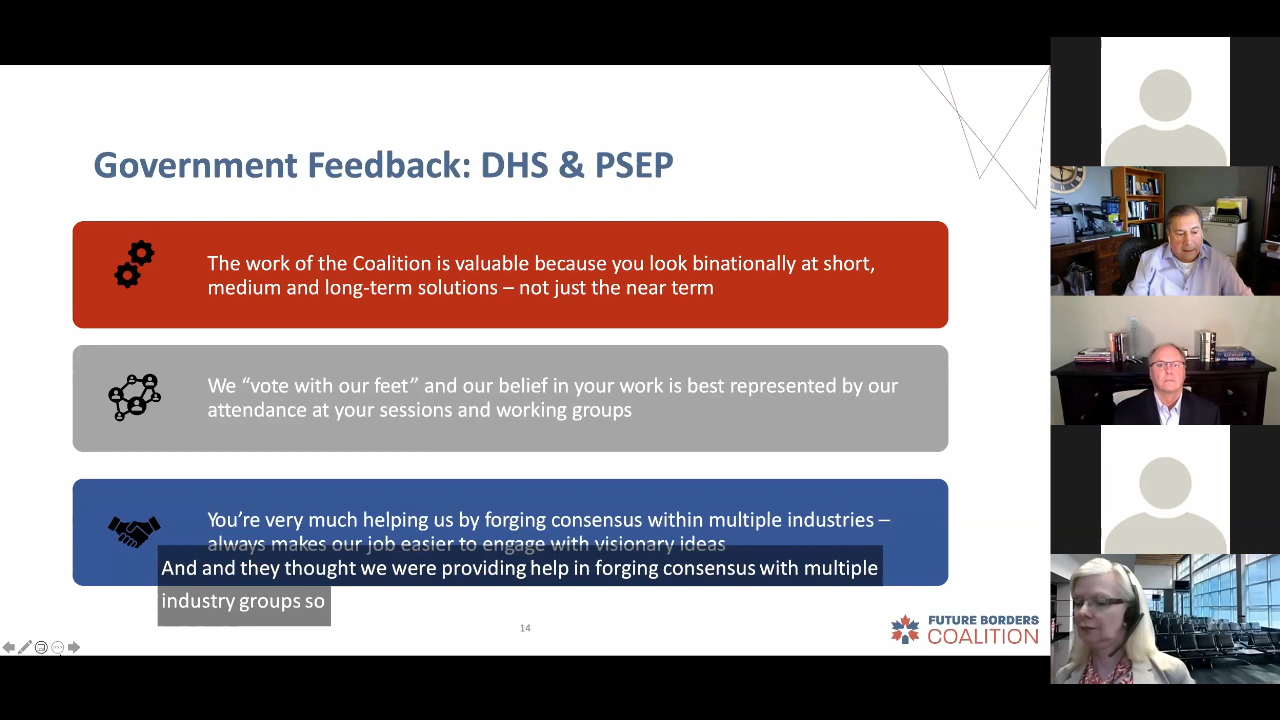 Government Feedback: DHS & PSEP
The work of the Coalition is valuable because you look binationally at short,
medium and long-term solutions – not just the near term
We “vote with our feet” and our belief in your work is best represented by our
attendance at your sessions and working groups
You’re very much helping us by forging consensus within multiple industries –
always makes our job easier to engage with visionary ideas
And and they thought we were providing help in forging consensus with multiple
industry groups so
14
FUTURE BORDERS
COALITION